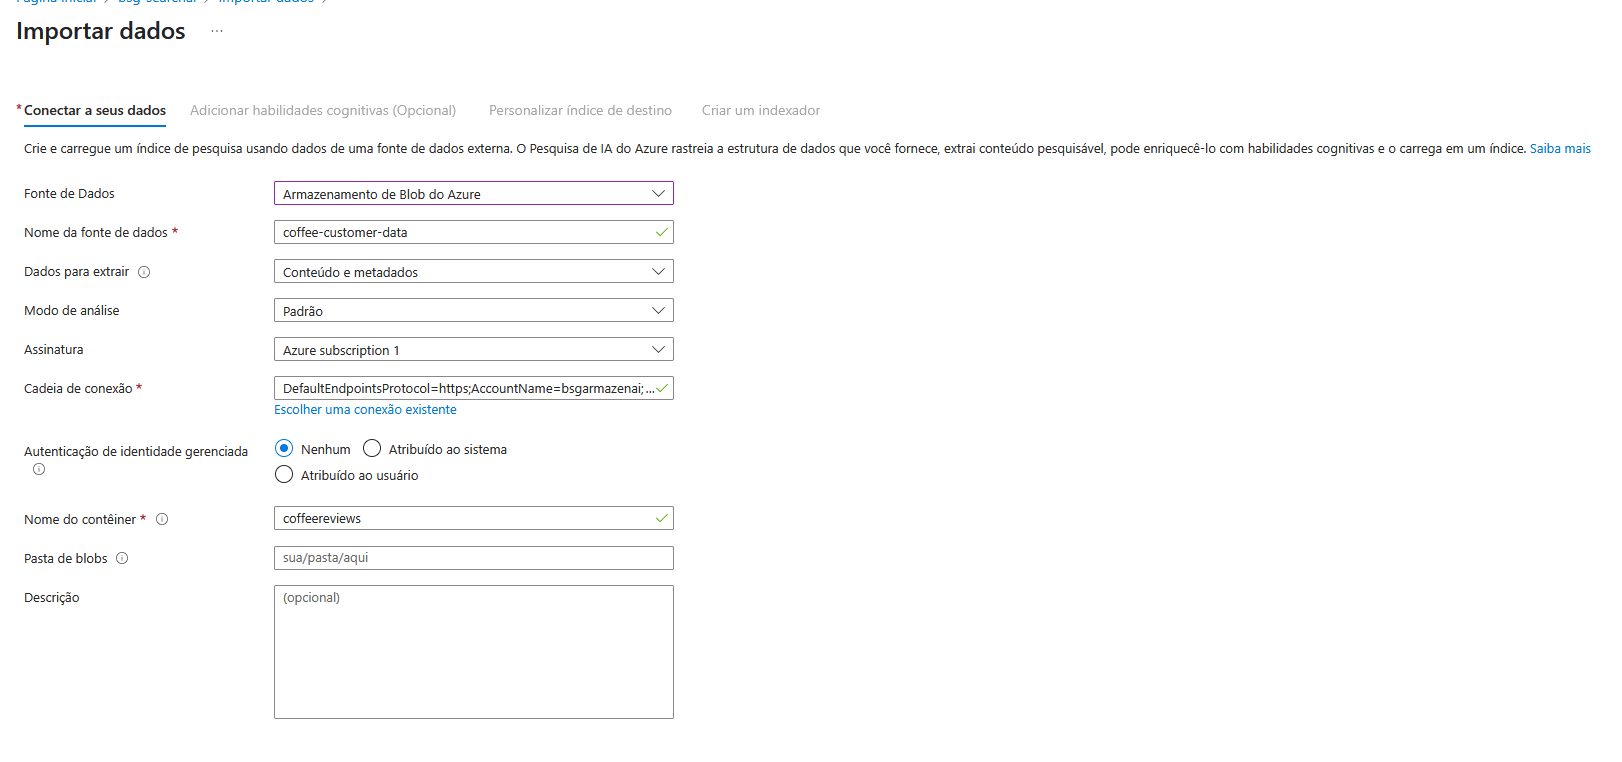 Importar dados ...
* Conectar a seus dados Adicionar habilidades cognitivas (Opcional) Personalizar índice de destino Criar um indexador
Crie e carregue um índice de pesquisa usando dados de uma fonte de dados externa. O Pesquisa de IA do Azure rastreia a estrutura de dados que você fornece, extrai conteúdo pesquisável, pode enriquecê-lo com habilidades cognitivas e o carrega em um índice. Saiba mais
Fonte de Dados Armazenamento de Blob do Azure
Nome da fonte de dados * coffee-customer-data
Dados para extrair Conteúdo e metadados
Modo de análise Padrão
Assinatura Azure subscription 1
Cadeia de conexão * DefaultEndpointsProtocol=https;AccountName=bsgarmazenai;...
Escolher uma conexão existente
Autenticação de identidade gerenciada Nenhum Atribuído ao sistema
Atribuído ao usuário
Nome do contêiner * coffeereviews
Pasta de blobs sua/pasta/aqui
Descrição (opcional)